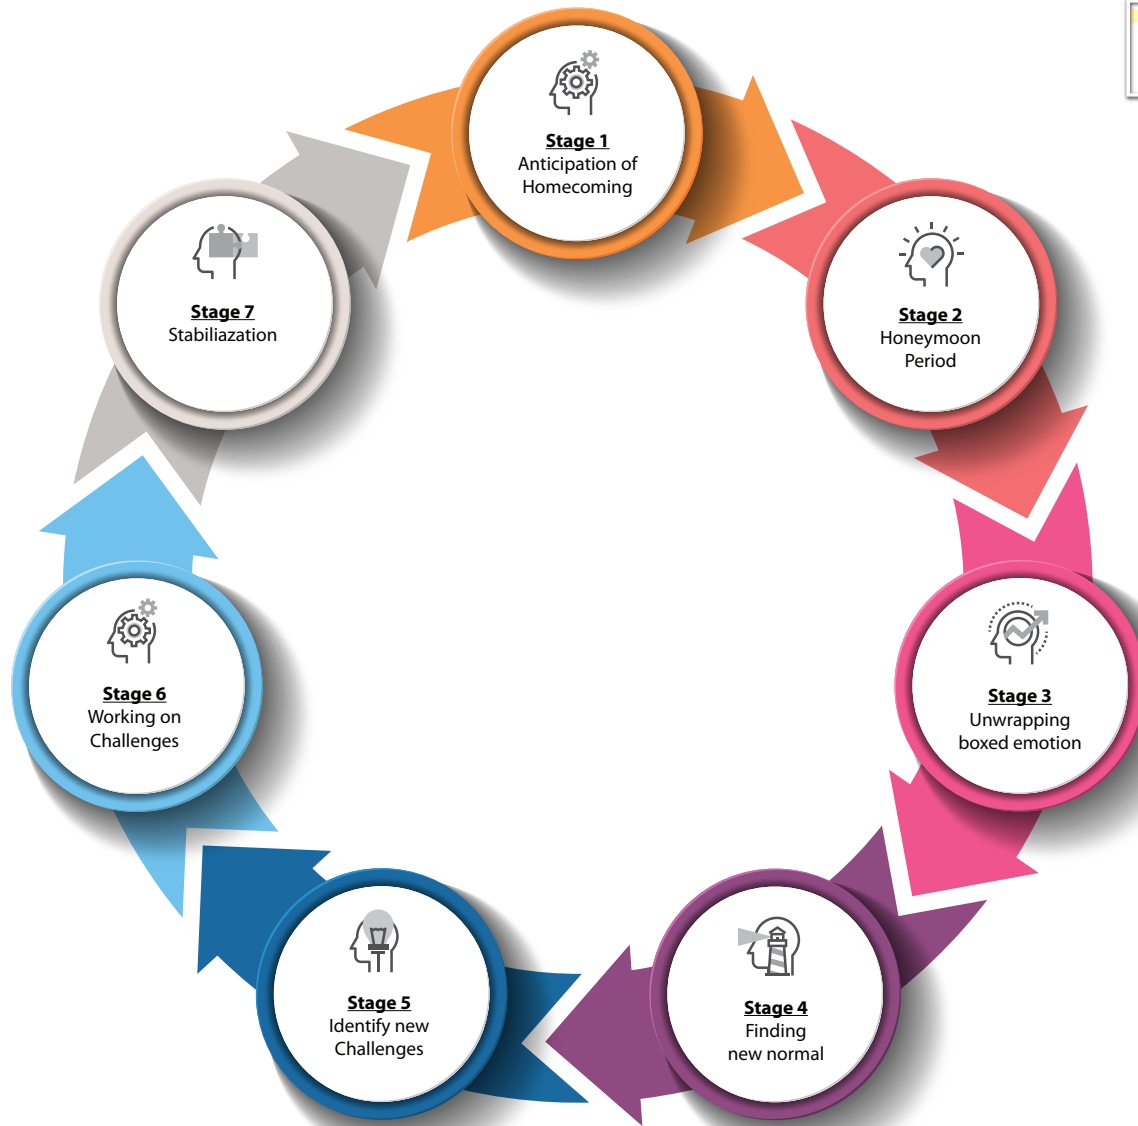 Stage 1
Anticipation of
Homecoming
Stage 2
Honeymoon
Period
Stage 3
Unwrapping
boxed emotion
Stage 4
Finding
new normal
Stage 5
Identify new
Challenges
Stage 6
Working on
Challenges
Stage 7
Stabiliazation